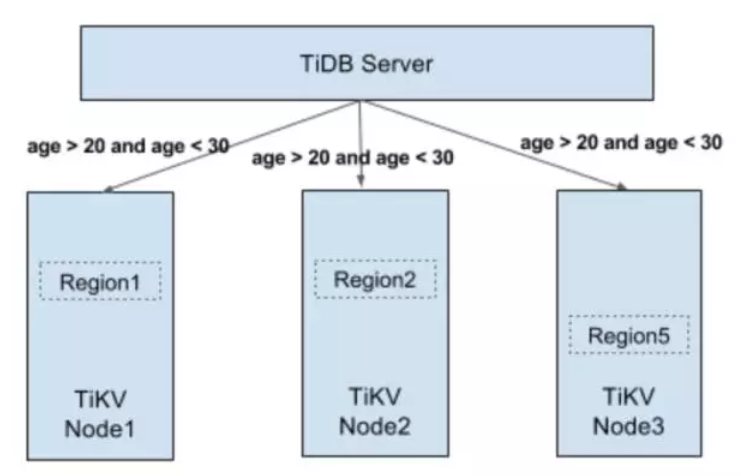 TiDB Server
age > 20 and age < 30
age > 20 and age < 30
age > 20 and age < 30
Region1
Region2
Region5
TiKV
Node1
TiKV
Node2
TiKV
Node3